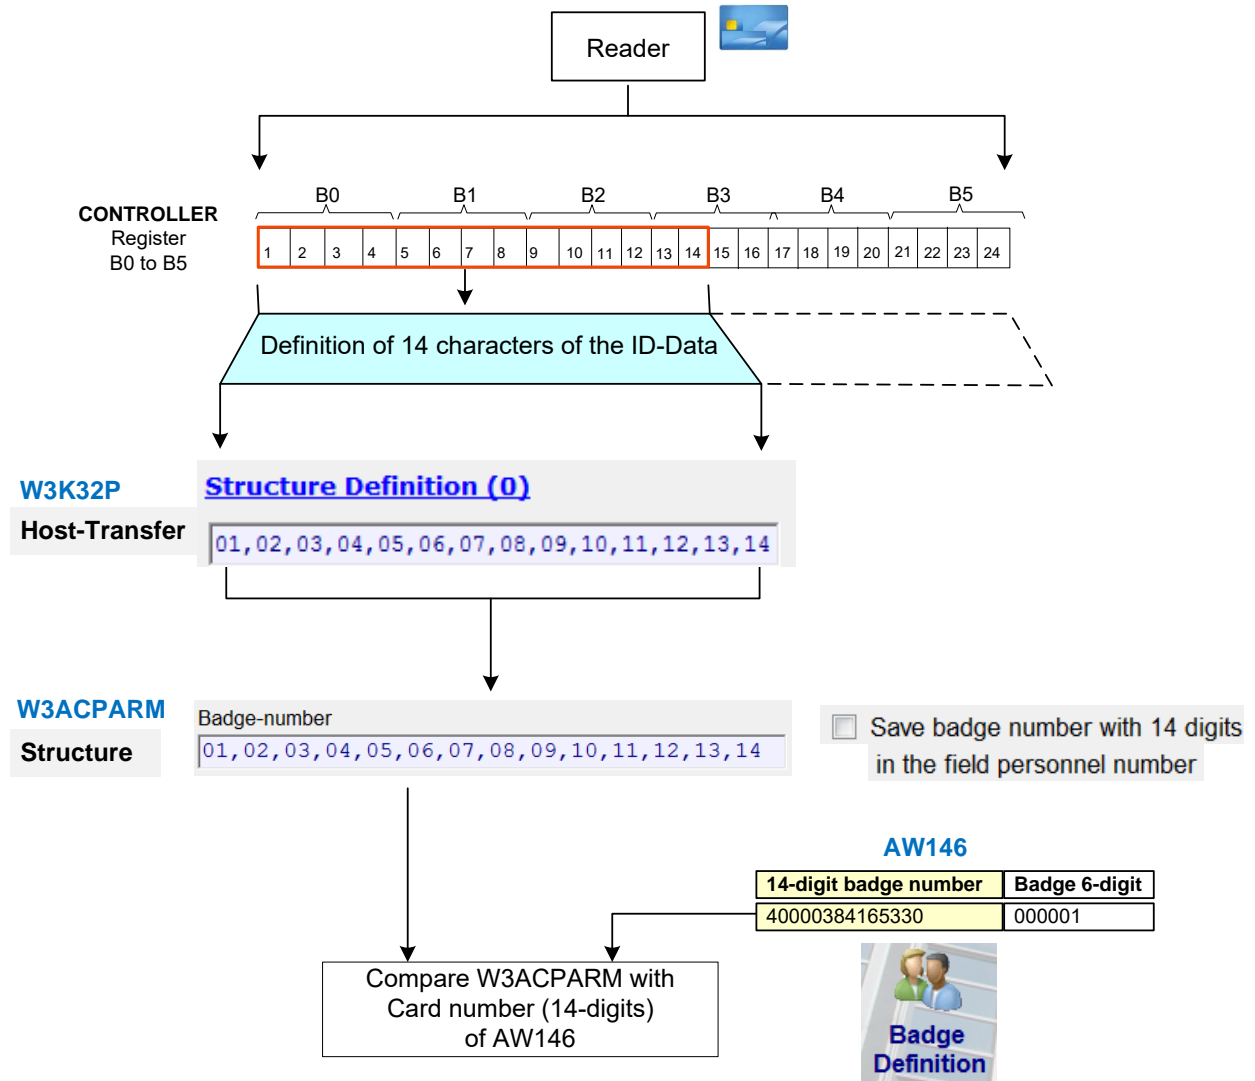 Reader
B0 B1 B2 B3 B4 B5
CONTROLLER
Register
B0 to B5
1 2 3 4 5 6 7 8 9 10 11 12 13 14 15 16 17 18 19 20 21 22 23 24
Definition of 14 characters of the ID-Data
W3K32P
Host-Transfer
Structure Definition (0)
01,02,03,04,05,06,07,08,09,10,11,12,13,14
W3ACPARM
Structure
Badge-number
01,02,03,04,05,06,07,08,09,10,11,12,13,14
Save badge number with 14 digits
in the field personnel number
AW146
14-digit badge number Badge 6-digit
40000384165330 000001
Compare W3ACPARM with
Card number (14-digits)
of AW146
Badge
Definition